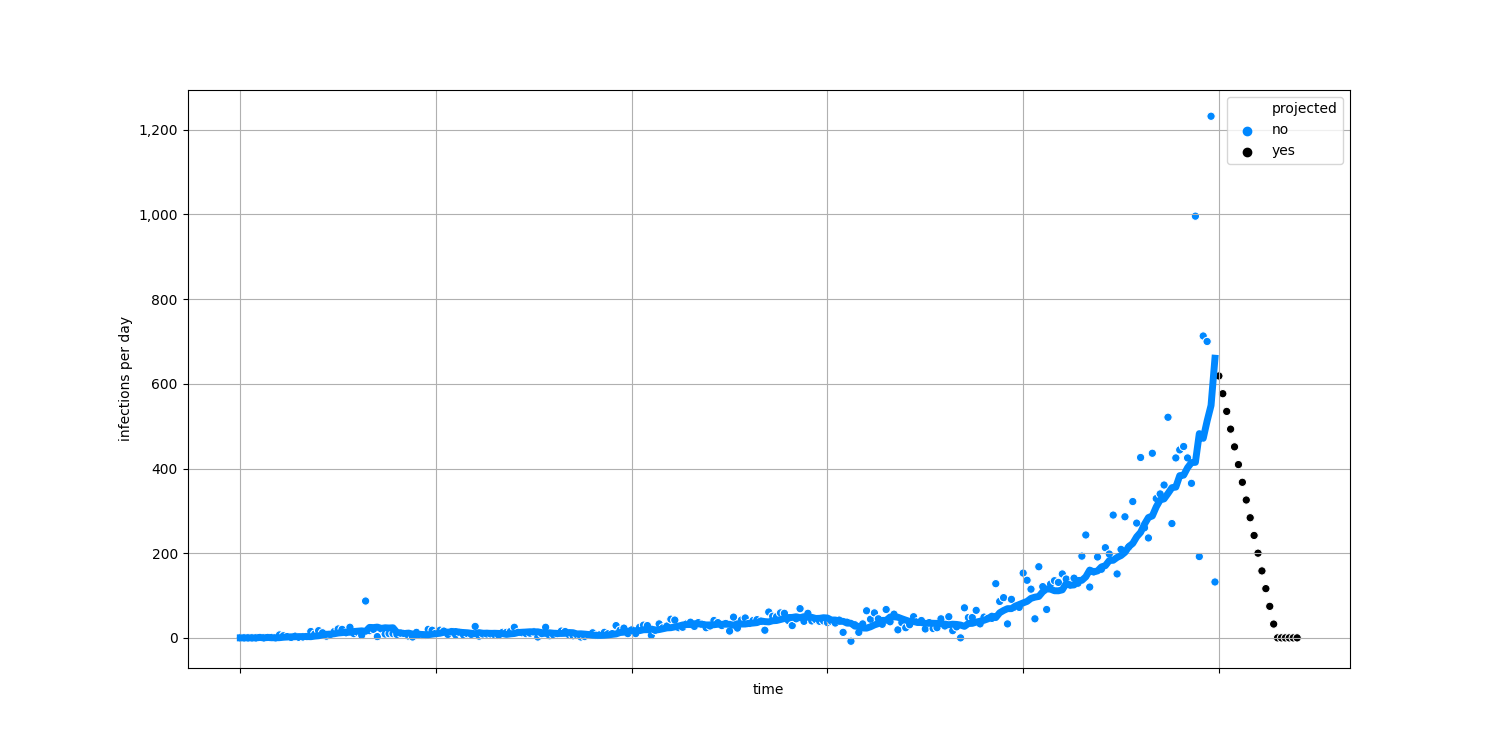 projected
no
yes
1,200
1,000
800
600
400
200
0
infections per day
time